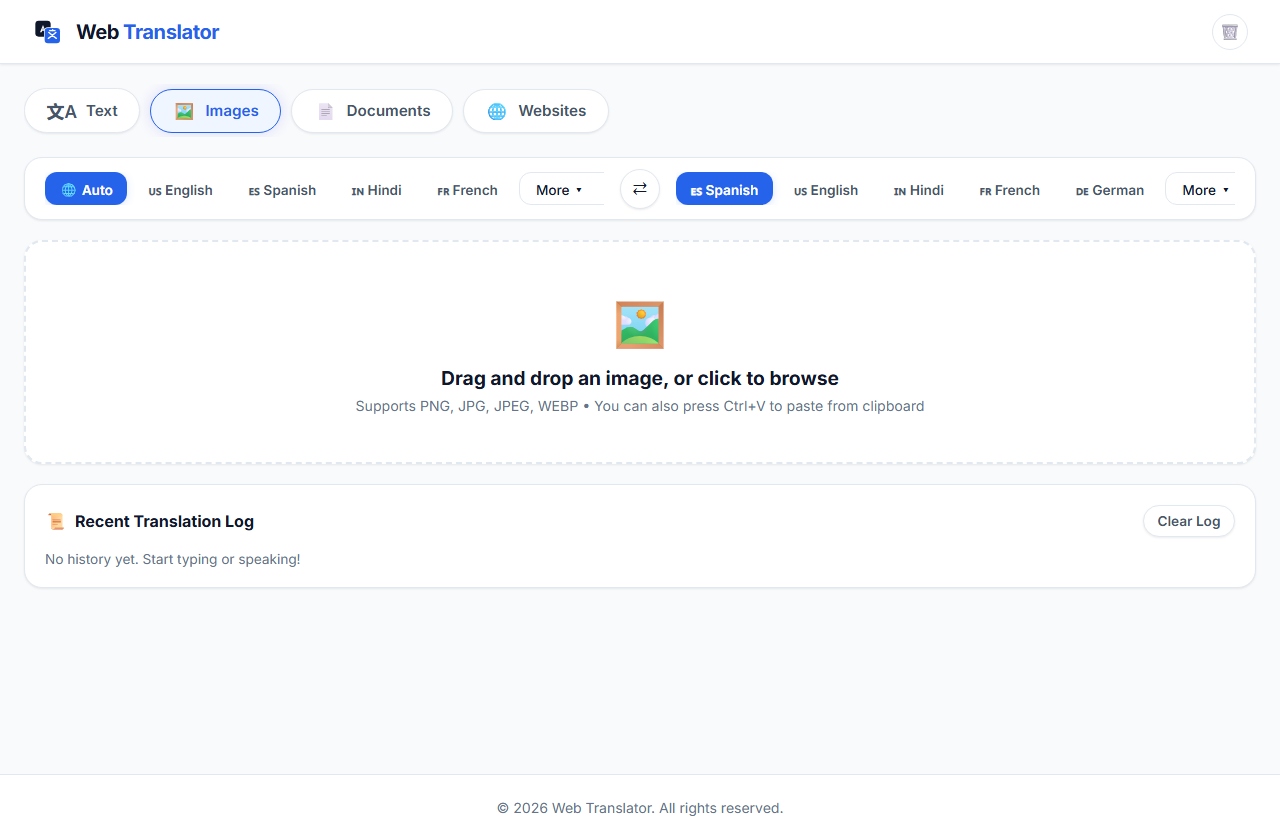 Web Translator
文A Text
Images
Documents
Websites
Auto
US English
ES Spanish
IN Hindi
FR French
More ▾
⇄
ES Spanish
US English
IN Hindi
FR French
DE German
More ▾
Drag and drop an image, or click to browse
Supports PNG, JPG, JPEG, WEBP • You can also press Ctrl+V to paste from clipboard
Recent Translation Log
Clear Log
No history yet. Start typing or speaking!
© 2026 Web Translator. All rights reserved.